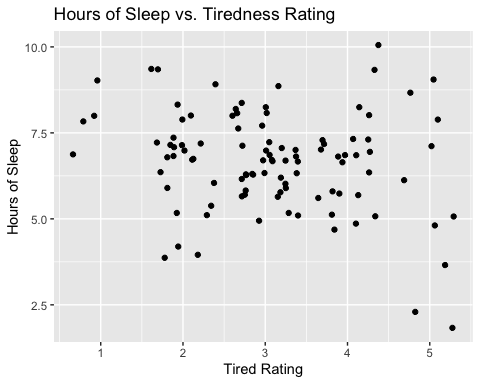 Hours of Sleep vs. Tiredness Rating
10.0
7.5
5.0
2.5
Hours of Sleep
1 2 3 4 5
Tired Rating